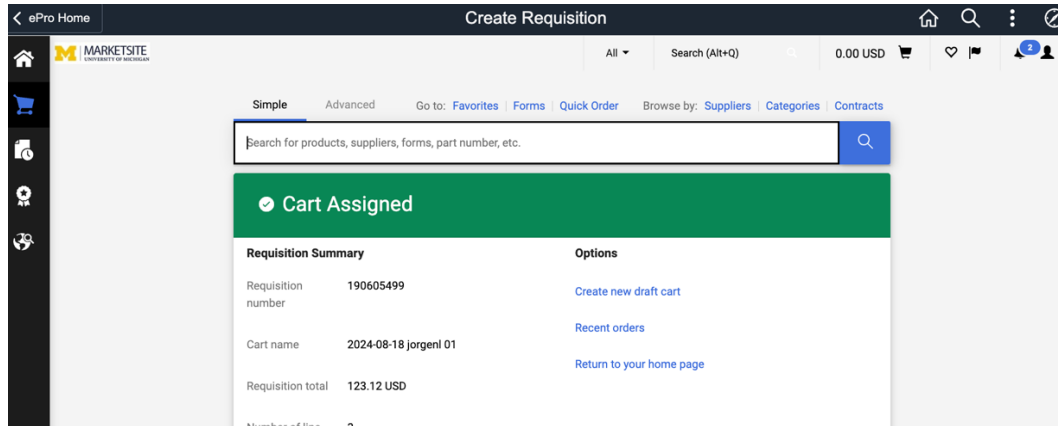 ePro Home
Create Requisition
MARKETSITE
UNIVERSITY OF MICHIGAN
All
Search (Alt+Q)
0.00 USD
2
Simple
Advanced
Go to: Favorites | Forms | Quick Order
Browse by: Suppliers | Categories | Contracts
Search for products, suppliers, forms, part number, etc.
Cart Assigned
Requisition Summary
Options
Requisition number
190605499
Create new draft cart
Recent orders
Cart name
2024-08-18 jorgenl 01
Return to your home page
Requisition total
123.12 USD
Number of line